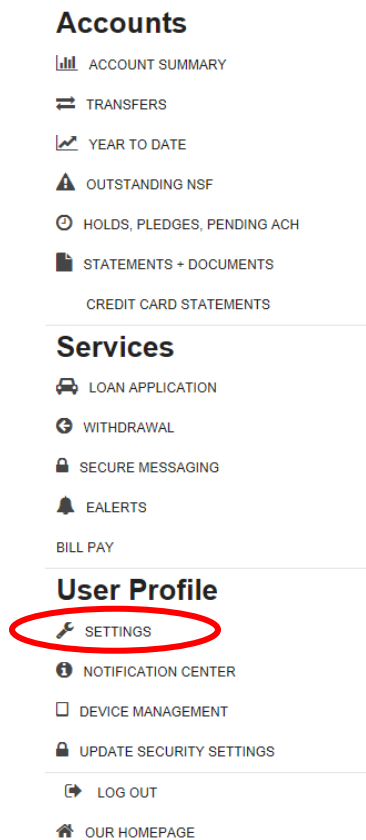 Accounts
ACCOUNT SUMMARY
TRANSFERS
YEAR TO DATE
OUTSTANDING NSF
HOLDS, PLEDGES, PENDING ACH
STATEMENTS + DOCUMENTS
CREDIT CARD STATEMENTS
Services
LOAN APPLICATION
WITHDRAWAL
SECURE MESSAGING
EALERTS
BILL PAY
User Profile
SETTINGS
NOTIFICATION CENTER
DEVICE MANAGEMENT
UPDATE SECURITY SETTINGS
LOG OUT
OUR HOMEPAGE